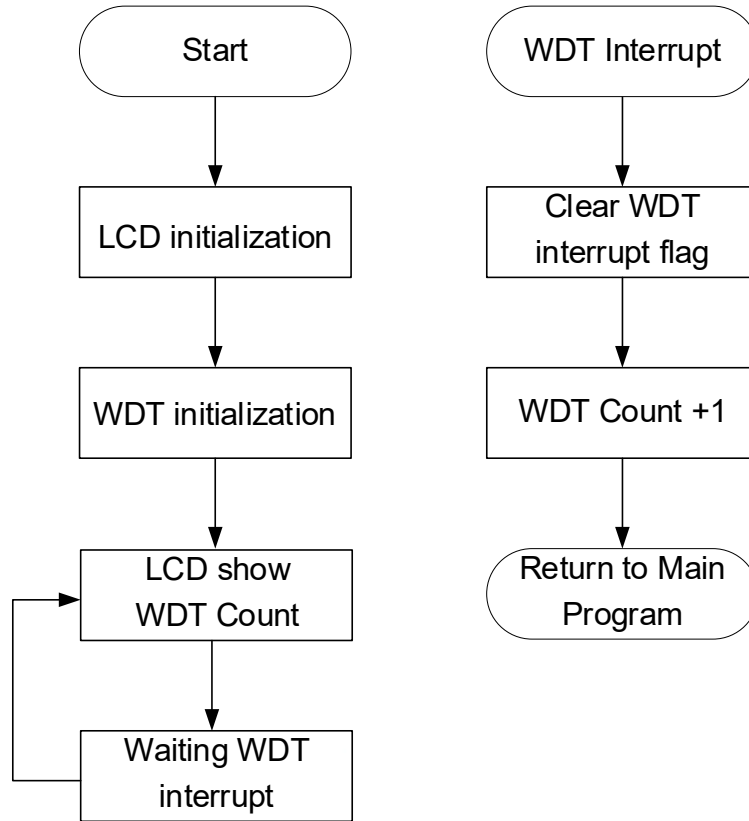 Start
LCD initialization
WDT initialization
LCD show
WDT Count
Waiting WDT
interrupt
WDT Interrupt
Clear WDT
interrupt flag
WDT Count +1
Return to Main
Program